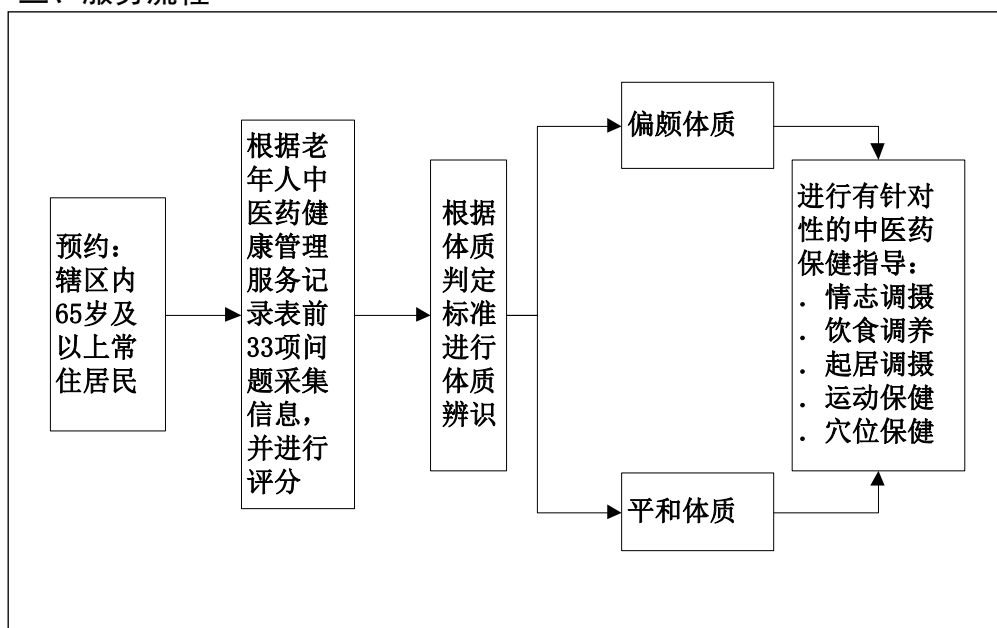 服务流程
预约：
辖区内
65岁及
以上常
住居民
根据老
年人中
医药健
康管理
服务记
录表前
33项问
题采集
信息，
并进行
评分
根据
体质
判定
标准
进行
体质
辨识
偏颇体质
平和体质
进行有针对
性的中医药
保健指导：
. 情志调摄
. 饮食调养
. 起居调摄
. 运动保健
. 穴位保健